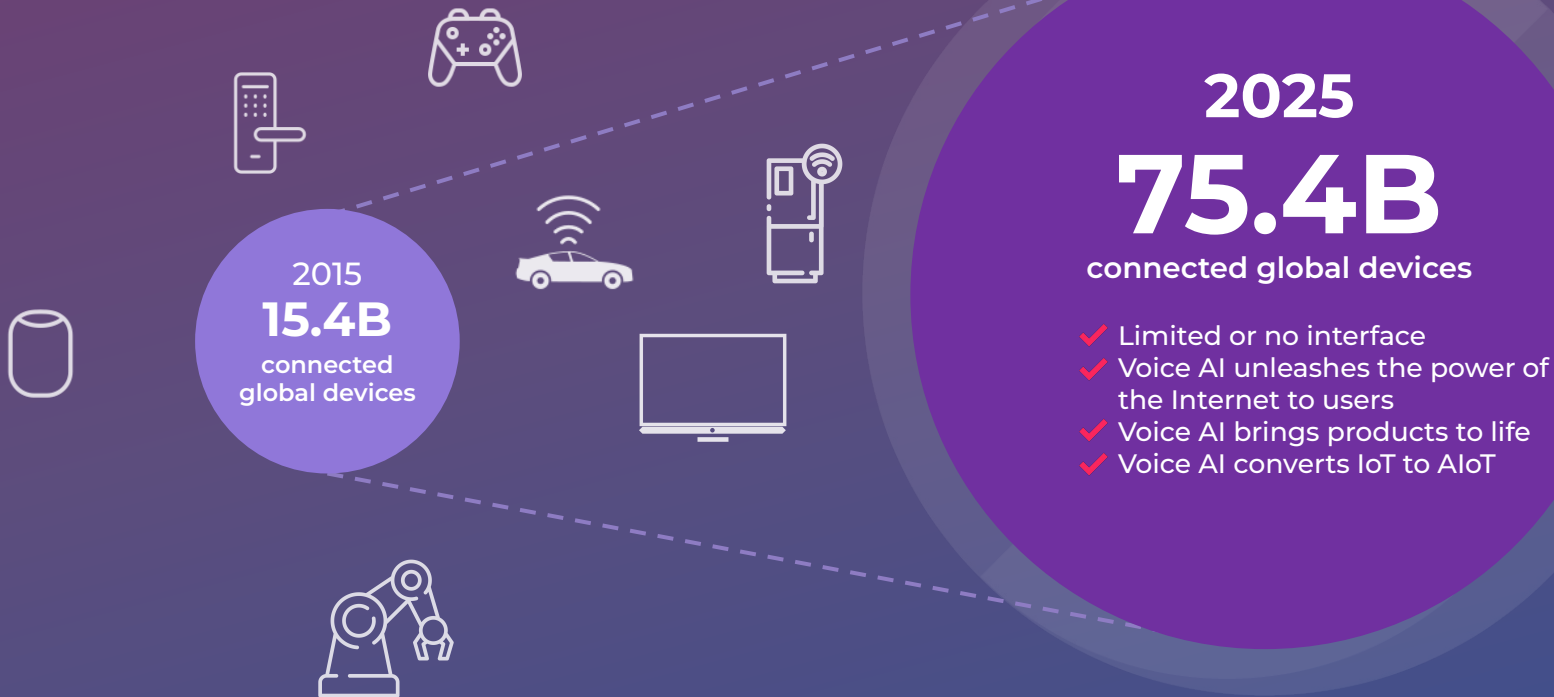 2015
15.4B
connected
global devices
2025
75.4B
connected global devices
Limited or no interface
Voice AI unleashes the power of
the Internet to users
Voice AI brings products to life
Voice AI converts IoT to AIoT